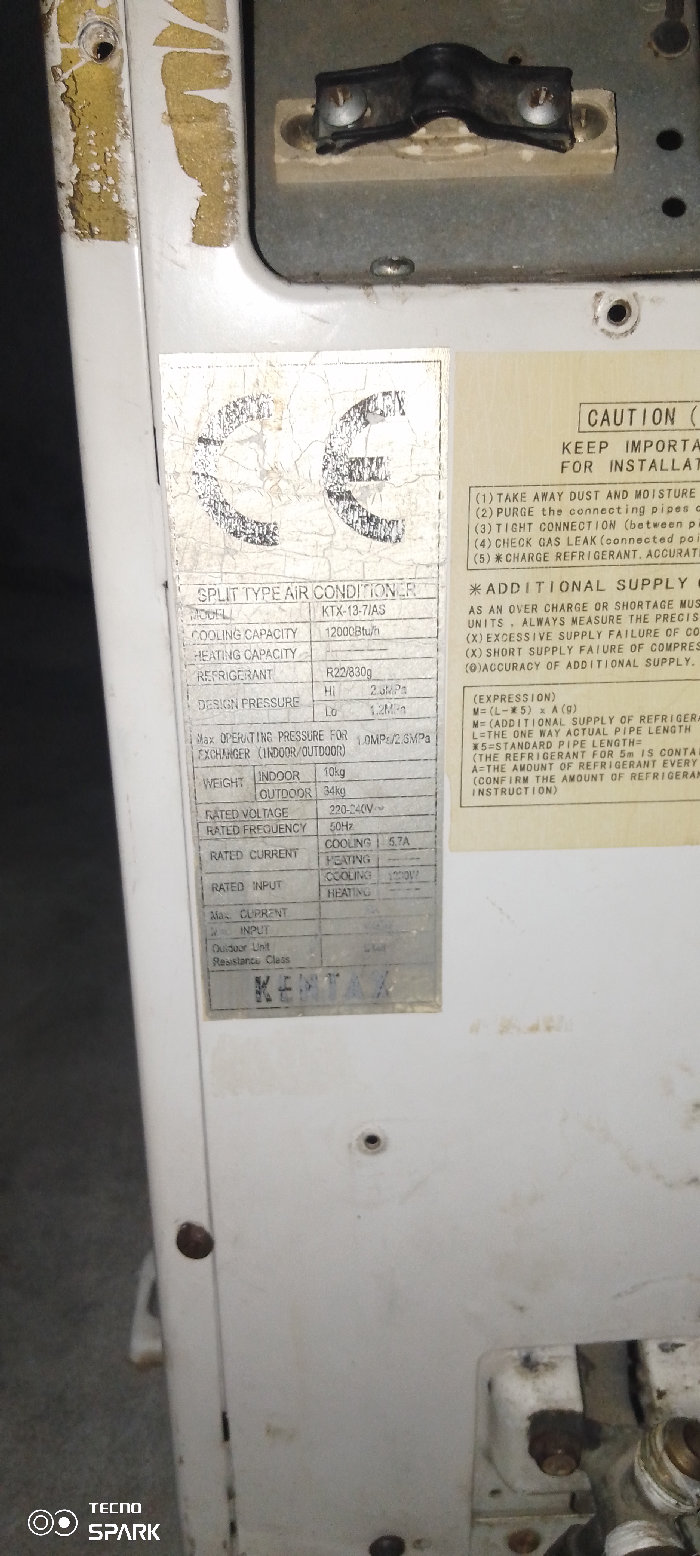 CE
SPLIT TYPE AIR CONDITIONER
MODEL KTX-13-7/AS
COOLING CAPACITY 12000Btu/h
HEATING CAPACITY
REFRIGERANT R22/830g
DESIGN PRESSURE
Hi 2.6MPa
Lo 1.2MPa
Max. OPERATING PRESSURE FOR
EXCHANGER (INDOOR/OUTDOOR) 1.0MPa/2.6MPa
WEIGHT
INDOOR 10kg
OUTDOOR 34kg
RATED VOLTAGE 220-240V~
RATED FREQUENCY 50Hz
RATED CURRENT
COOLING 5.7A
HEATING
RATED INPUT
COOLING
HEATING
Max. CURRENT
INPUT
Outdoor Unit
Resistance Class
KENTAX
CAUTION (
KEEP IMPORTA
FOR INSTALLAT
(1) TAKE AWAY DUST AND MOISTURE
(2) PURGE the connecting pipes
(3) TIGHT CONNECTION (between
(4) CHECK GAS LEAK (connected poi
(5) *CHARGE REFRIGERANT. ACCURAT
*ADDITIONAL SUPPLY
AS AN OVER CHARGE OR SHORTAGE MUS
UNITS , ALWAYS MEASURE THE PRECIS
(X) EXCESSIVE SUPPLY FAILURE OF CO
(X) SHORT SUPPLY FAIURE OF COMPRES
(◎)ACCURACY OF ADDITIONAL SUPPLY.
(EXPRESSION)
M=(L-*5) x A(g)
M=(ADDITIONAL SUPPLY OF REFRIGERA
L=THE ONE WAY ACTUAL PIPE LENGTH
*5=STANDARD PIPE LENGTH=
(THE REFRIGERANT FOR 5m IS CONTAI
A=THE AMOUNT OF REFRIGERANT EVERY
(CONFIRM THE AMOUNT OF REFRIGERAN
INSTRUCTION)
TECNO
SPARK